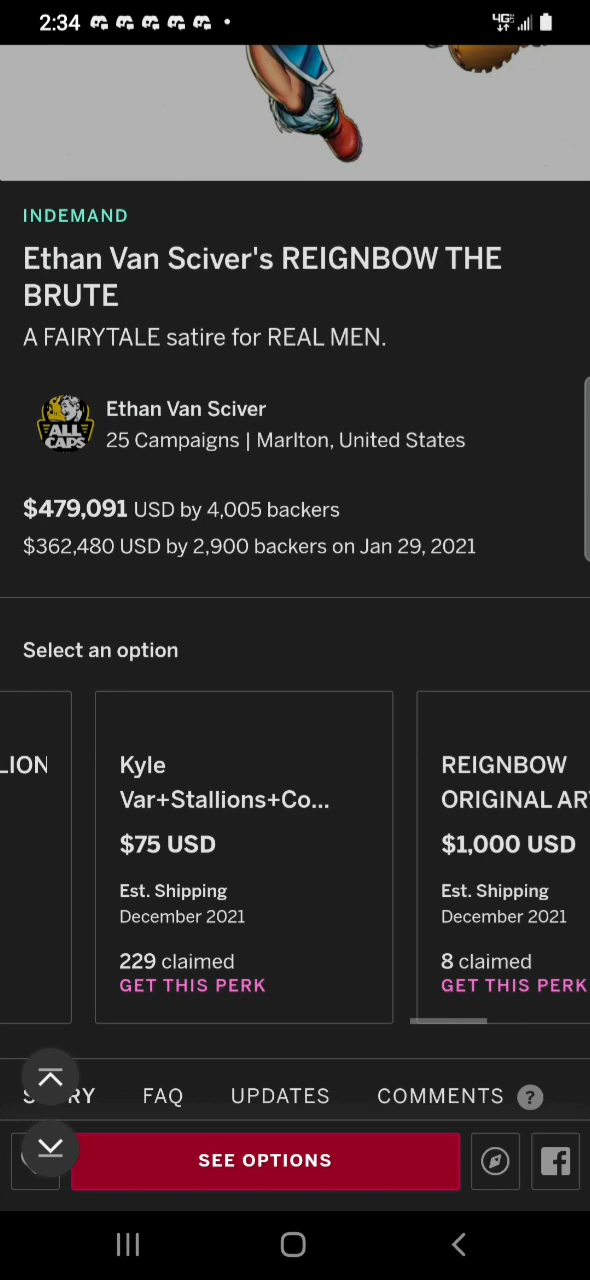 2:34
4G
INDEMAND
Ethan Van Sciver's REIGNBOW THE
BRUTE
A FAIRYTALE satire for REAL MEN.
ALL
CAPS
Ethan Van Sciver
25 Campaigns | Marlton, United States
$479,091 USD by 4,005 backers
$362,480 USD by 2,900 backers on Jan 29, 2021
Select an option
LION
Kyle
Var+Stallions+Co...
$75 USD
Est. Shipping
December 2021
229 claimed
GET THIS PERK
REIGNBOW
ORIGINAL AR
$1,000 USD
Est. Shipping
December 2021
8 claimed
GET THIS PERK
S RY FAQ UPDATES COMMENTS ?
SEE OPTIONS